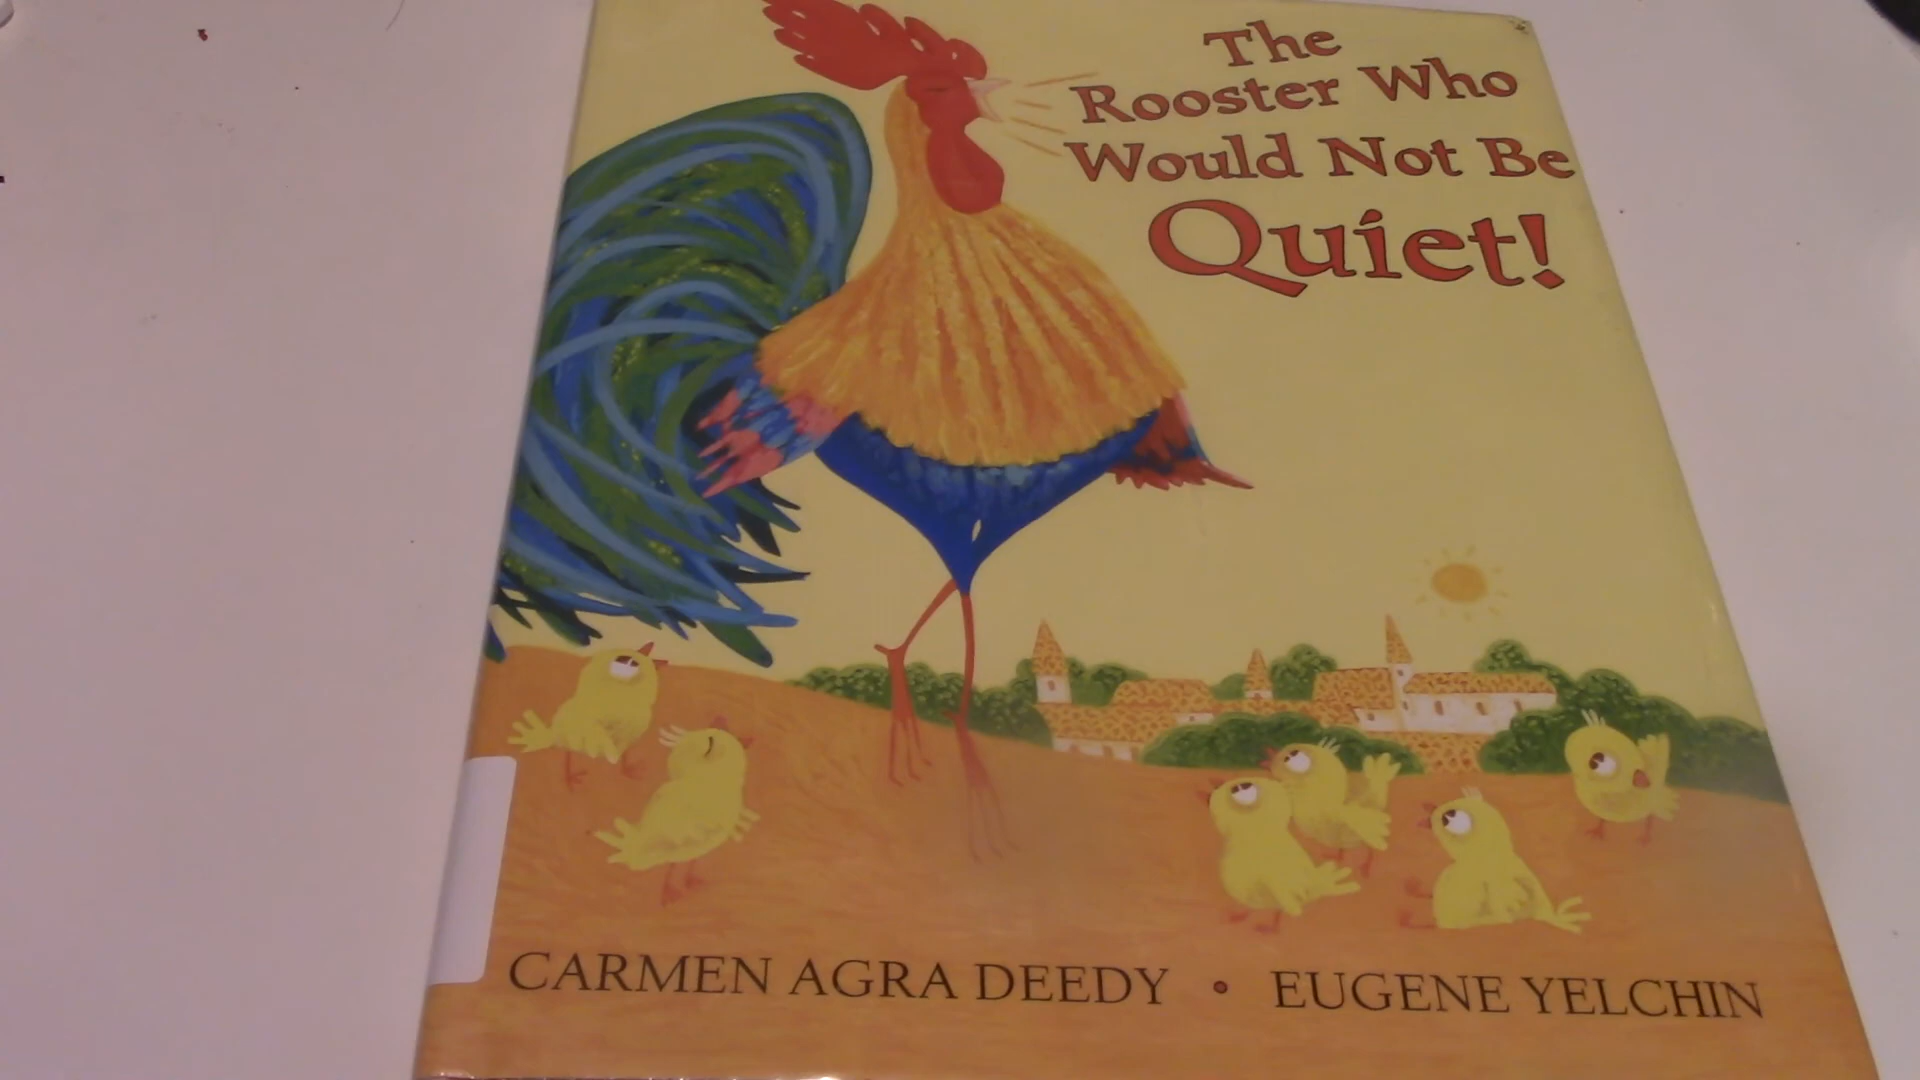 The
Rooster Who
Would Not Be
Quiet!
CARMEN AGRA DEEDY • EUGENE YELCHIN